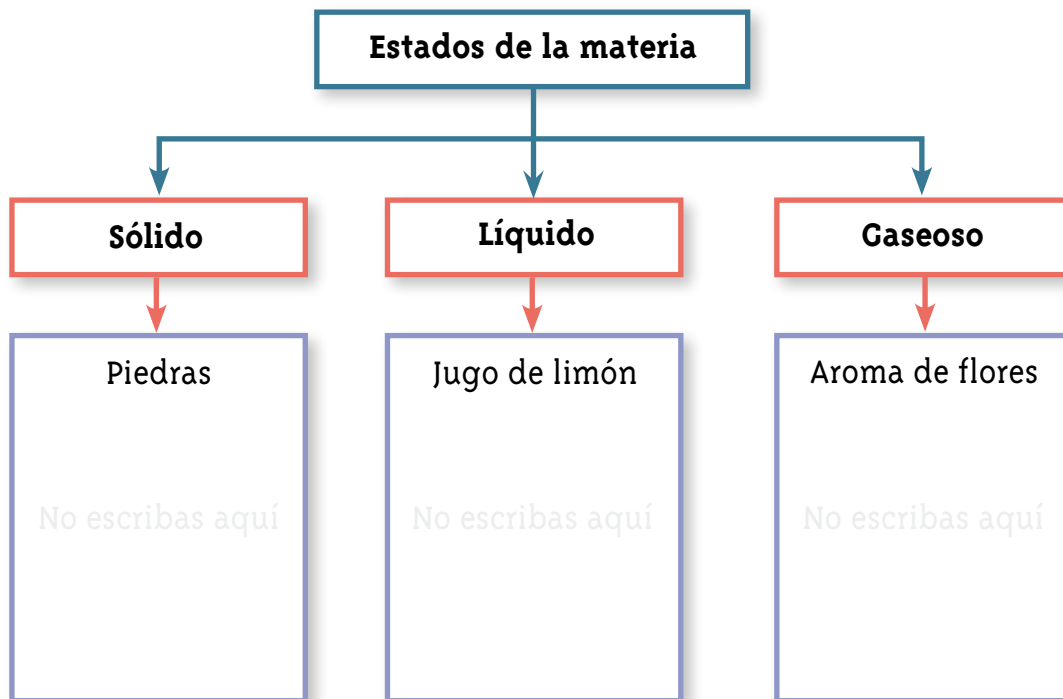 Estados de la materia
Sólido
Líquido
Gaseoso
Piedras
Jugo de limón
Aroma de flores
No escribas aquí
No escribas aquí
No escribas aquí